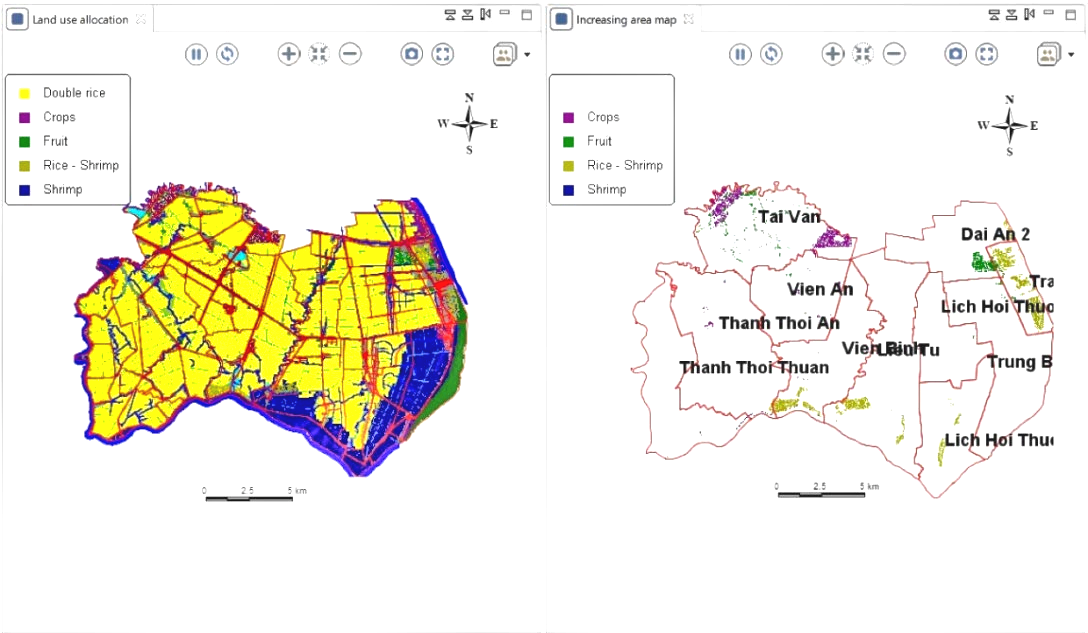 Land use allocation
Double rice
Crops
Fruit
Rice - Shrimp
Shrimp
N
W E
S
0 2.5 5 km
Increasing area map
Crops
Fruit
Rice - Shrimp
Shrimp
N
W E
S
Tai Van
Dai An 2
Tra
Vien An
Lich Hoi Thuo
Thanh Thoi An
Vien Binh
Lieu Tu
Thanh Thoi Thuan
Trung B
Lich Hoi Thuo
0 2.5 5 km